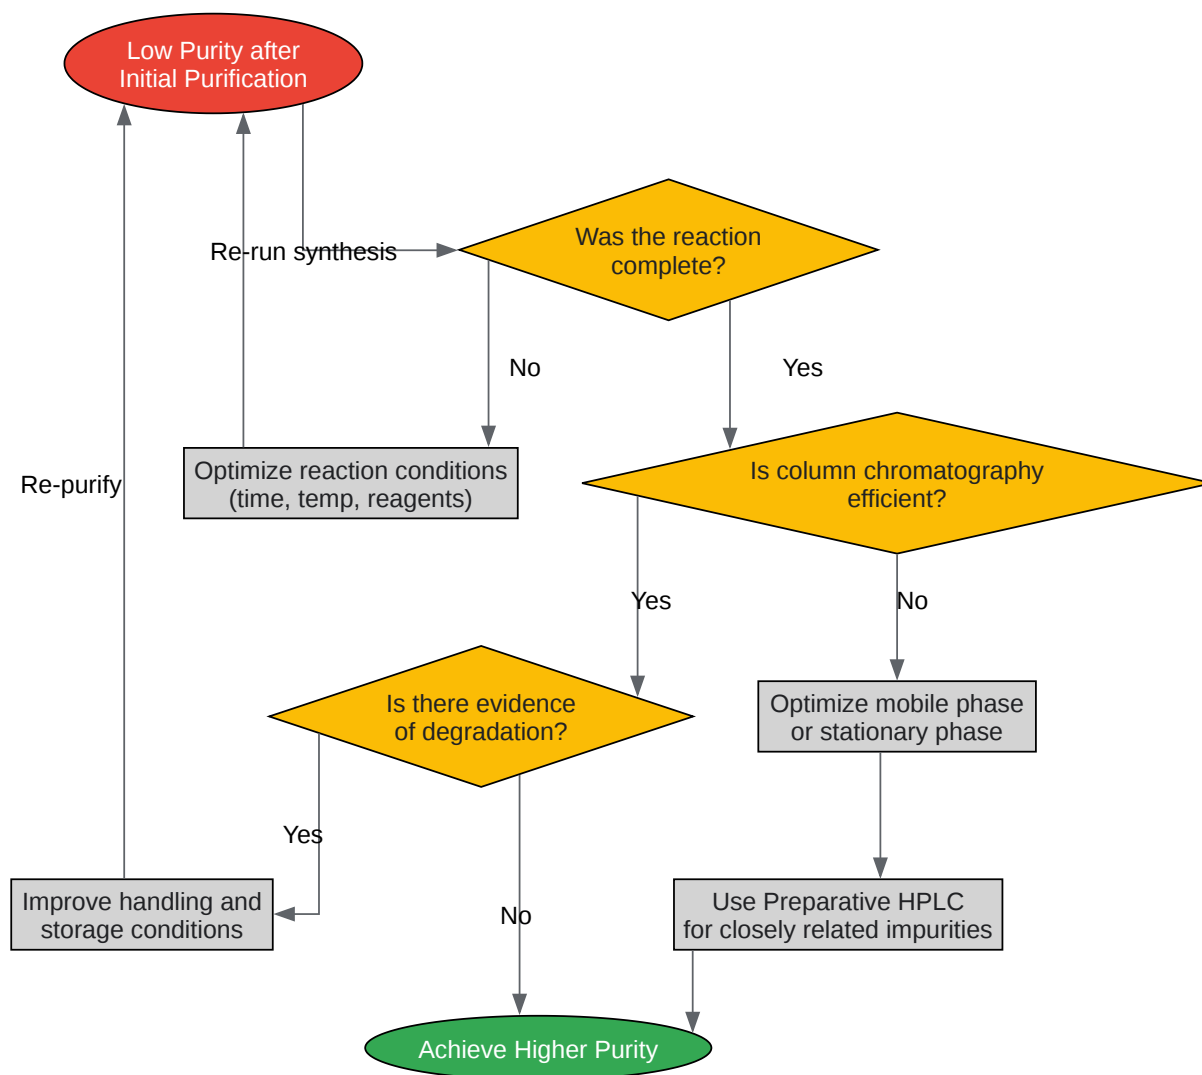 Low Purity after
Initial Purification
Was the reaction
complete?
Re-run synthesis
No
Yes
Optimize reaction conditions
(time, temp, reagents)
Is column chromatography
efficient?
Re-purify
Yes
No
Is there evidence
of degradation?
Optimize mobile phase
or stationary phase
Yes
No
Improve handling and
storage conditions
Use Preparative HPLC
for closely related impurities
Achieve Higher Purity